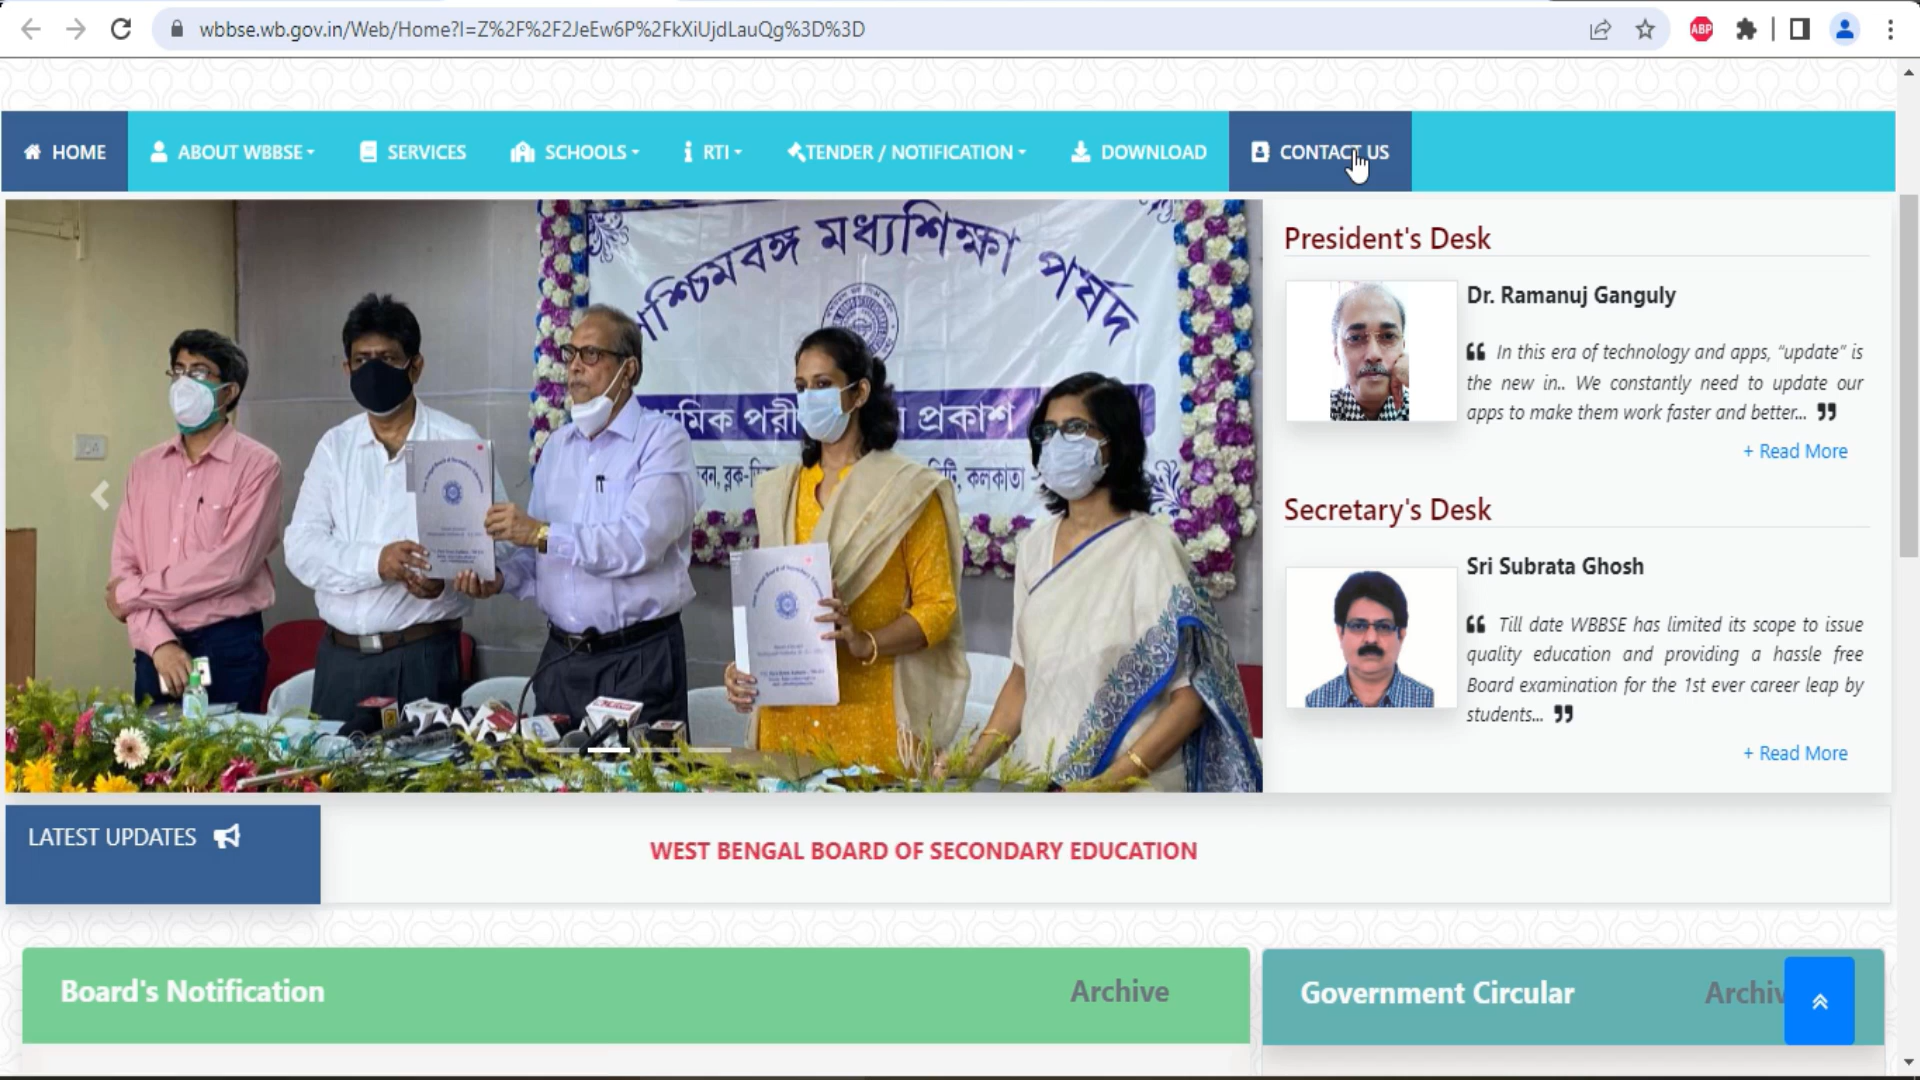 wbbse.wb.gov.in/Web/Home?l=Z%2F%2F2JeEw6P%2FkXiUjdLauQg%3D%3D
ABP
HOME
ABOUT WBBSE
SERVICES
SCHOOLS
RTI
TENDER / NOTIFICATION
DOWNLOAD
CONTACT US
মধ্যশিক্ষা পর্ষদ
প্রকাশ
কলকাতা
President's Desk
Dr. Ramanuj Ganguly
In this era of technology and apps, “update” is
the new in.. We constantly need to update our
apps to make them work faster and better...
+ Read More
Secretary's Desk
Sri Subrata Ghosh
Till date WBBSE has limited its scope to issue
quality education and providing a hassle free
Board examination for the 1st ever career leap by
students...
+ Read More
LATEST UPDATES
WEST BENGAL BOARD OF SECONDARY EDUCATION
Board's Notification
Archive
Government Circular
Archiv